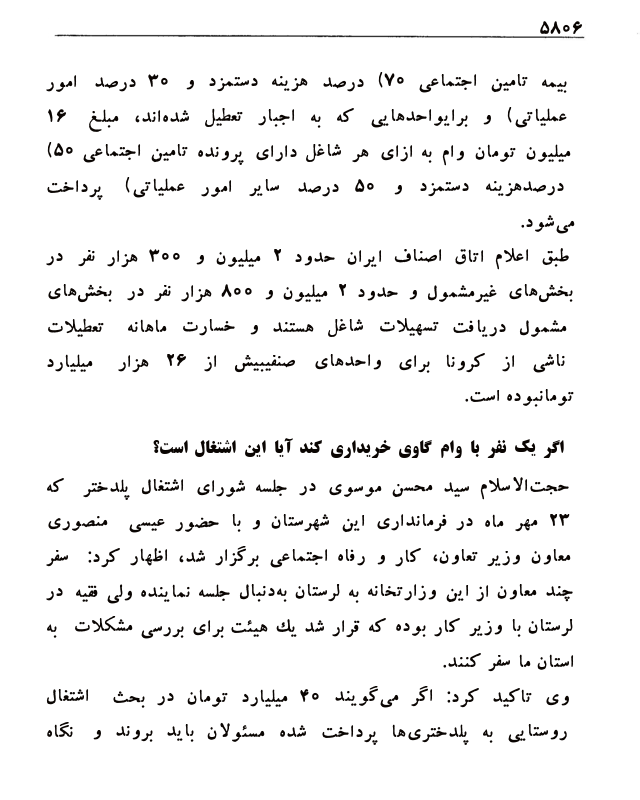 ۵۸۰۶
بیمه تامین اجتماعی ۷۰) درصد هزینه دستمزد و ۳۰ درصد امور
عملیاتی) و برایواحدهایی که به اجبار تعطیل شده‌اند، مبلغ ۱۶
میلیون تومان وام به ازای هر شاغل دارای پرونده تامین اجتماعی ۵۰)
درصدهزینه دستمزد و ۵۰ درصد سایر امور عملیاتی) پرداخت
می‌شود.
طبق اعلام اتاق اصناف ایران حدود ۲ میلیون و ۳۰۰ هزار نفر در
بخش‌های غیرمشمول و حدود ۲ میلیون و ۸۰۰ هزار نفر در بخش‌های
مشمول دریافت تسهیلات شاغل هستند و خسارت ماهانه تعطیلات
ناشی از کرونا برای واحدهای صنفیبیش از ۲۶ هزار میلیارد
تومانبوده است.
اگر یک نفر با وام گاوی خریداری کند آیا این اشتغال است؟
حجت‌الاسلام سید محسن موسوی در جلسه شورای اشتغال پلدختر که
۲۳ مهر ماه در فرمانداری این شهرستان و با حضور عیسی منصوری
معاون وزیر تعاون، کار و رفاه اجتماعی برگزار شد، اظهار کرد: سفر
چند معاون از این وزارتخانه به لرستان به‌دنبال جلسه نماینده ولی فقیه در
لرستان با وزیر کار بوده که قرار شد یك هیئت برای بررسی مشکلات به
استان ما سفر کنند.
وی تاکید کرد: اگر می‌گویند ۴۰ میلیارد تومان در بحث اشتغال
روستایی به پلدختری‌ها پرداخت شده مسئولان باید بروند و نگاه